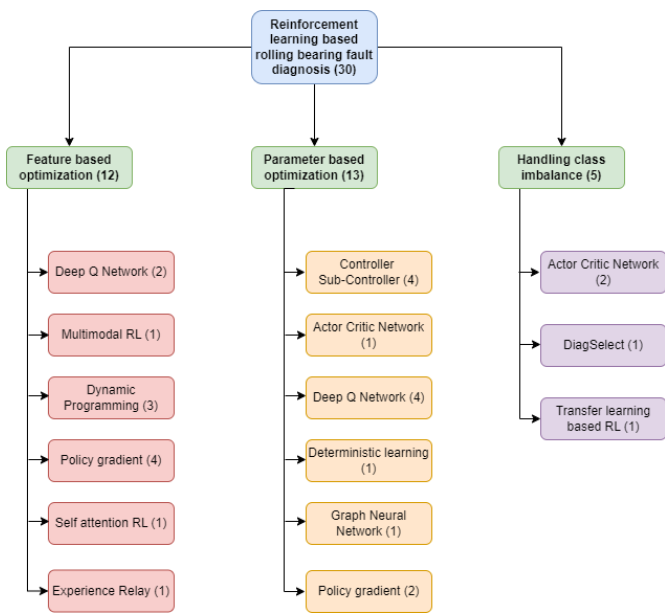 Reinforcement
learning based
rolling bearing fault
diagnosis (30)
Feature based
optimization (12)
Parameter based
optimization (13)
Handling class
imbalance (5)
Deep Q Network (2)
Multimodal RL (1)
Dynamic
Programming (3)
Policy gradient (4)
Self attention RL (1)
Experience Relay (1)
Controller
Sub-Controller (4)
Actor Critic Network
(1)
Deep Q Network (4)
Deterministic learning
(1)
Graph Neural
Network (1)
Policy gradient (2)
Actor Critic Network
(2)
DiagSelect (1)
Transfer learning
based RL (1)